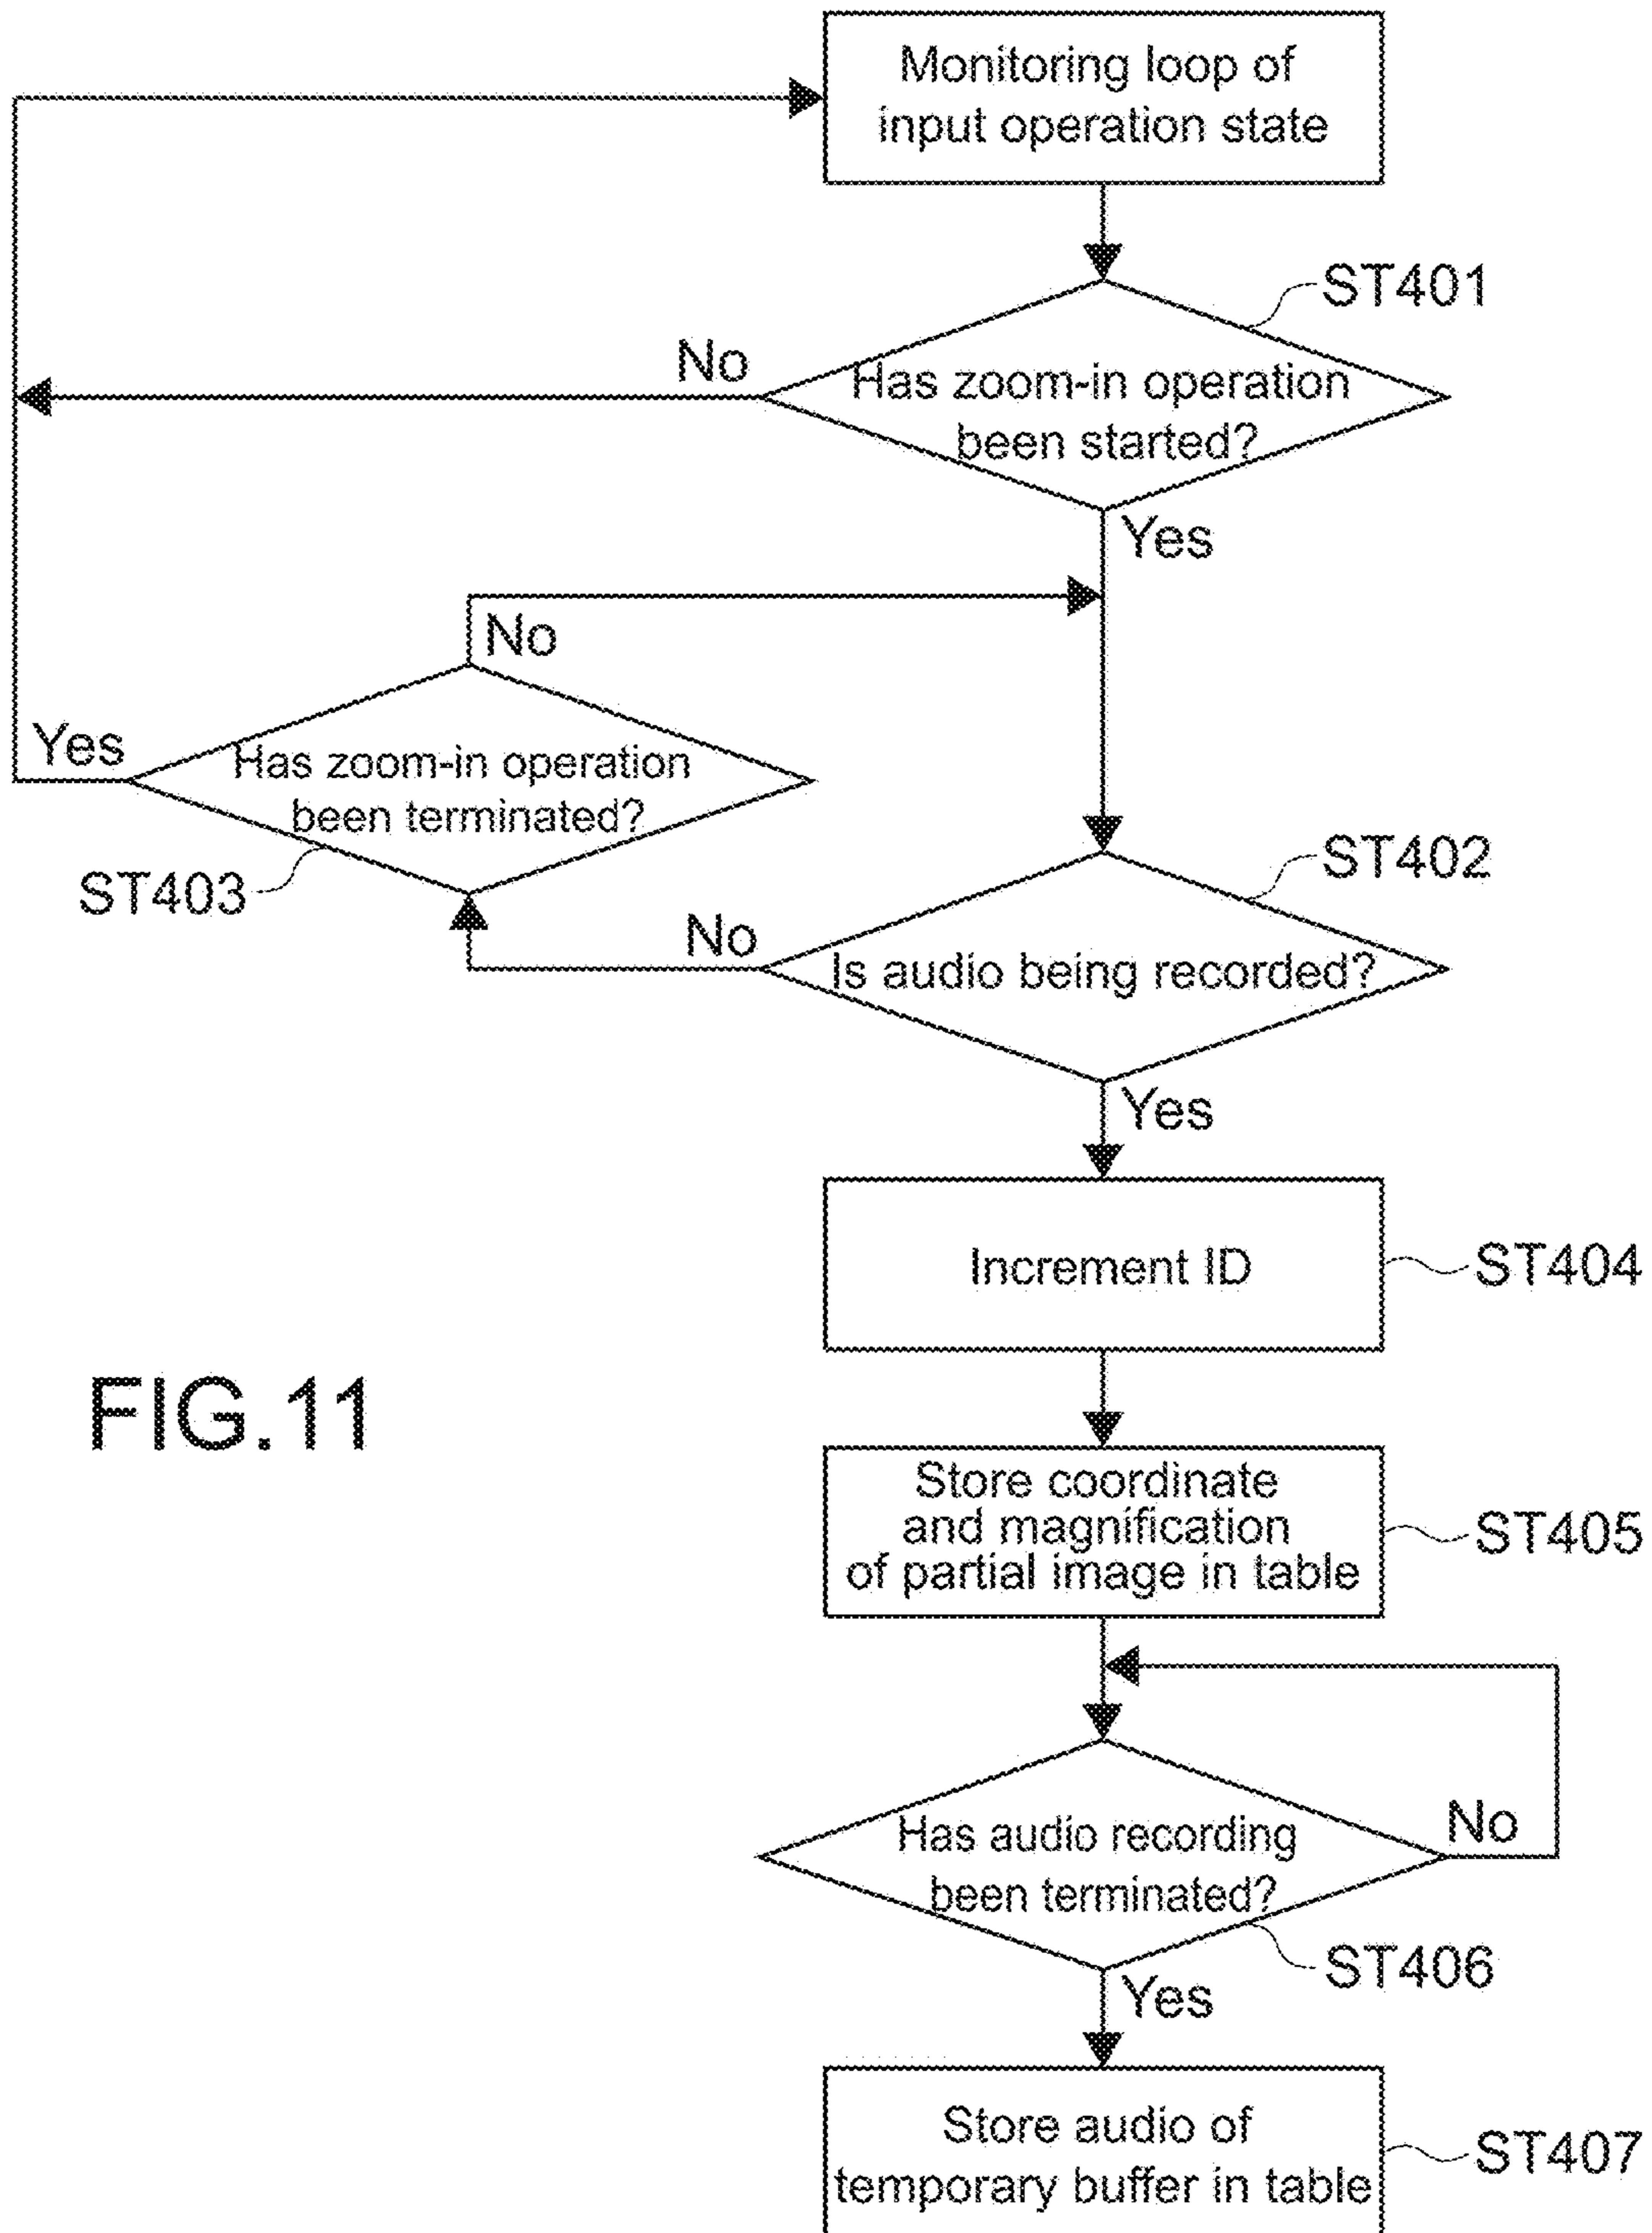 Monitoring loop of
input operation state
ST401
No
Has zoom-in operation
been started?
Yes
No
Yes
Has zoom-in operation
been terminated?
ST403
ST402
No
Is audio being recorded?
Yes
Increment ID
ST404
FIG.11
Store coordinate
and magnification
of partial image in table
ST405
Has audio recording
been terminated?
No
ST406
Yes
Store audio of
temporary buffer in table
ST407